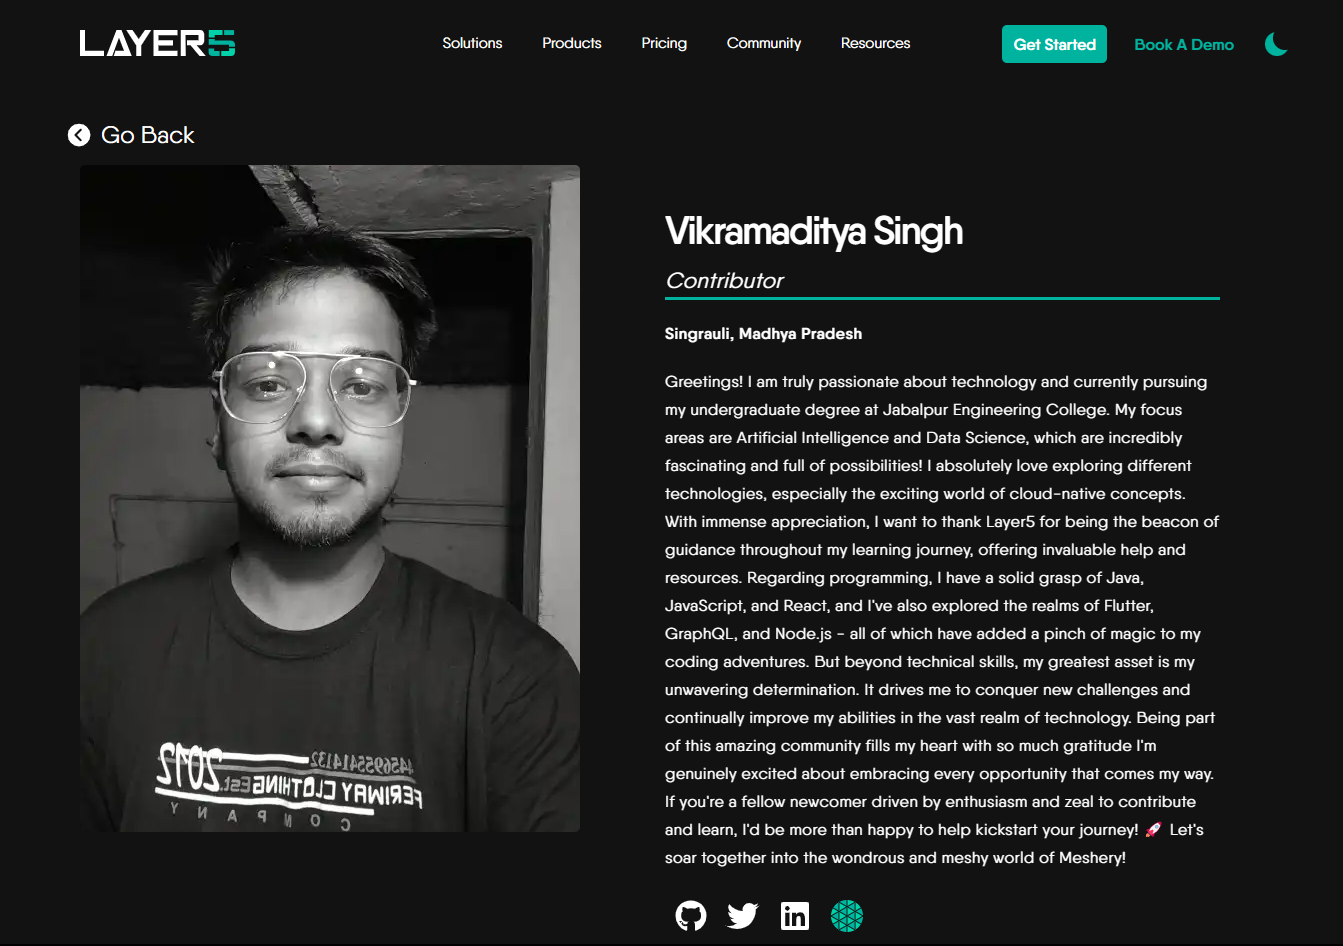 LAYER5
Solutions
Products
Pricing
Community
Resources
Get Started
Book A Demo
Go Back
Vikramaditya Singh
Contributor
Singrauli, Madhya Pradesh
Greetings! I am truly passionate about technology and currently pursuing
my undergraduate degree at Jabalpur Engineering College. My focus
areas are Artificial Intelligence and Data Science, which are incredibly
fascinating and full of possibilities! I absolutely love exploring different
technologies, especially the exciting world of cloud-native concepts.
With immense appreciation, I want to thank Layer5 for being the beacon of
guidance throughout my learning journey, offering invaluable help and
resources. Regarding programming, I have a solid grasp of Java,
JavaScript, and React, and I've also explored the realms of Flutter,
GraphQL, and Node.js - all of which have added a pinch of magic to my
coding adventures. But beyond technical skills, my greatest asset is my
unwavering determination. It drives me to conquer new challenges and
continually improve my abilities in the vast realm of technology. Being part
of this amazing community fills my heart with so much gratitude I'm
genuinely excited about embracing every opportunity that comes my way.
If you're a fellow newcomer driven by enthusiasm and zeal to contribute
and learn, I'd be more than happy to help kickstart your journey! 🚀 Let's
soar together into the wondrous and meshy world of Meshery!
2012
Est.
CLOTHING
COMPANY
in